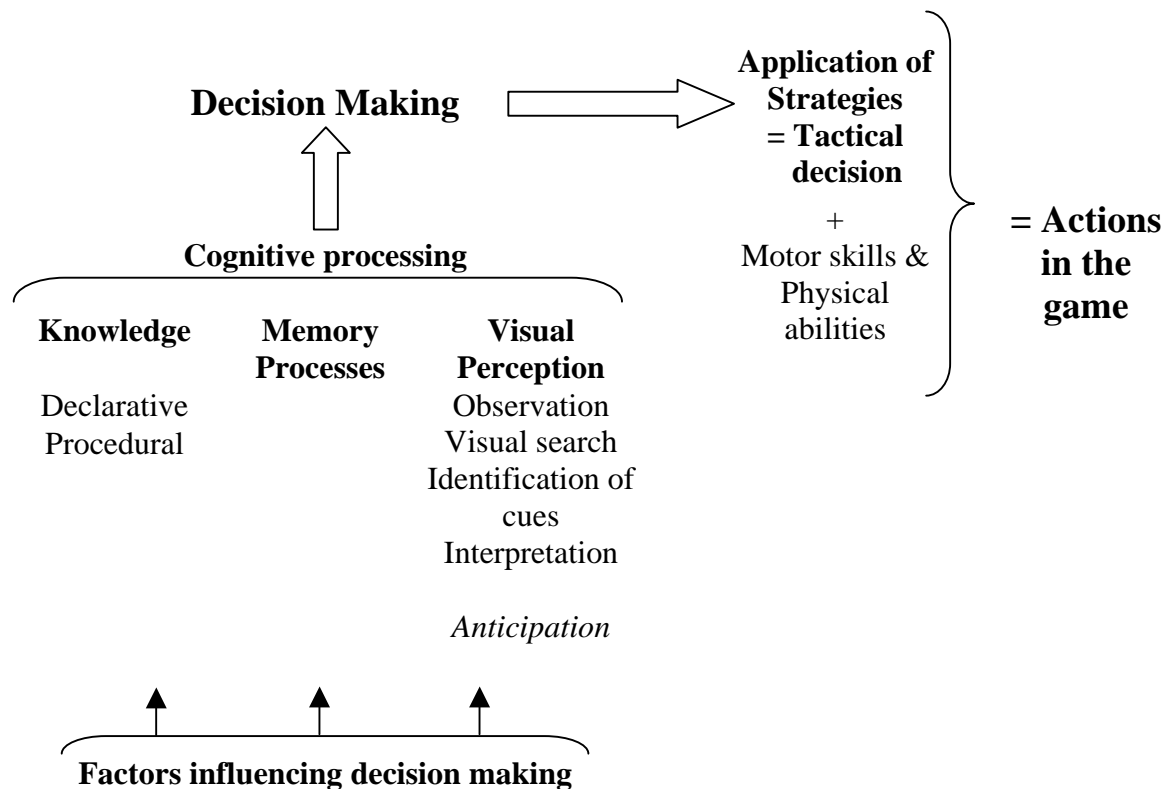 Decision Making
Application of
Strategies
= Tactical
decision
+
Motor skills &
Physical
abilities
= Actions
in the
game
Cognitive processing
Knowledge
Declarative
Procedural
Memory
Processes
Visual
Perception
Observation
Visual search
Identification of
cues
Interpretation
Anticipation
Factors influencing decision making